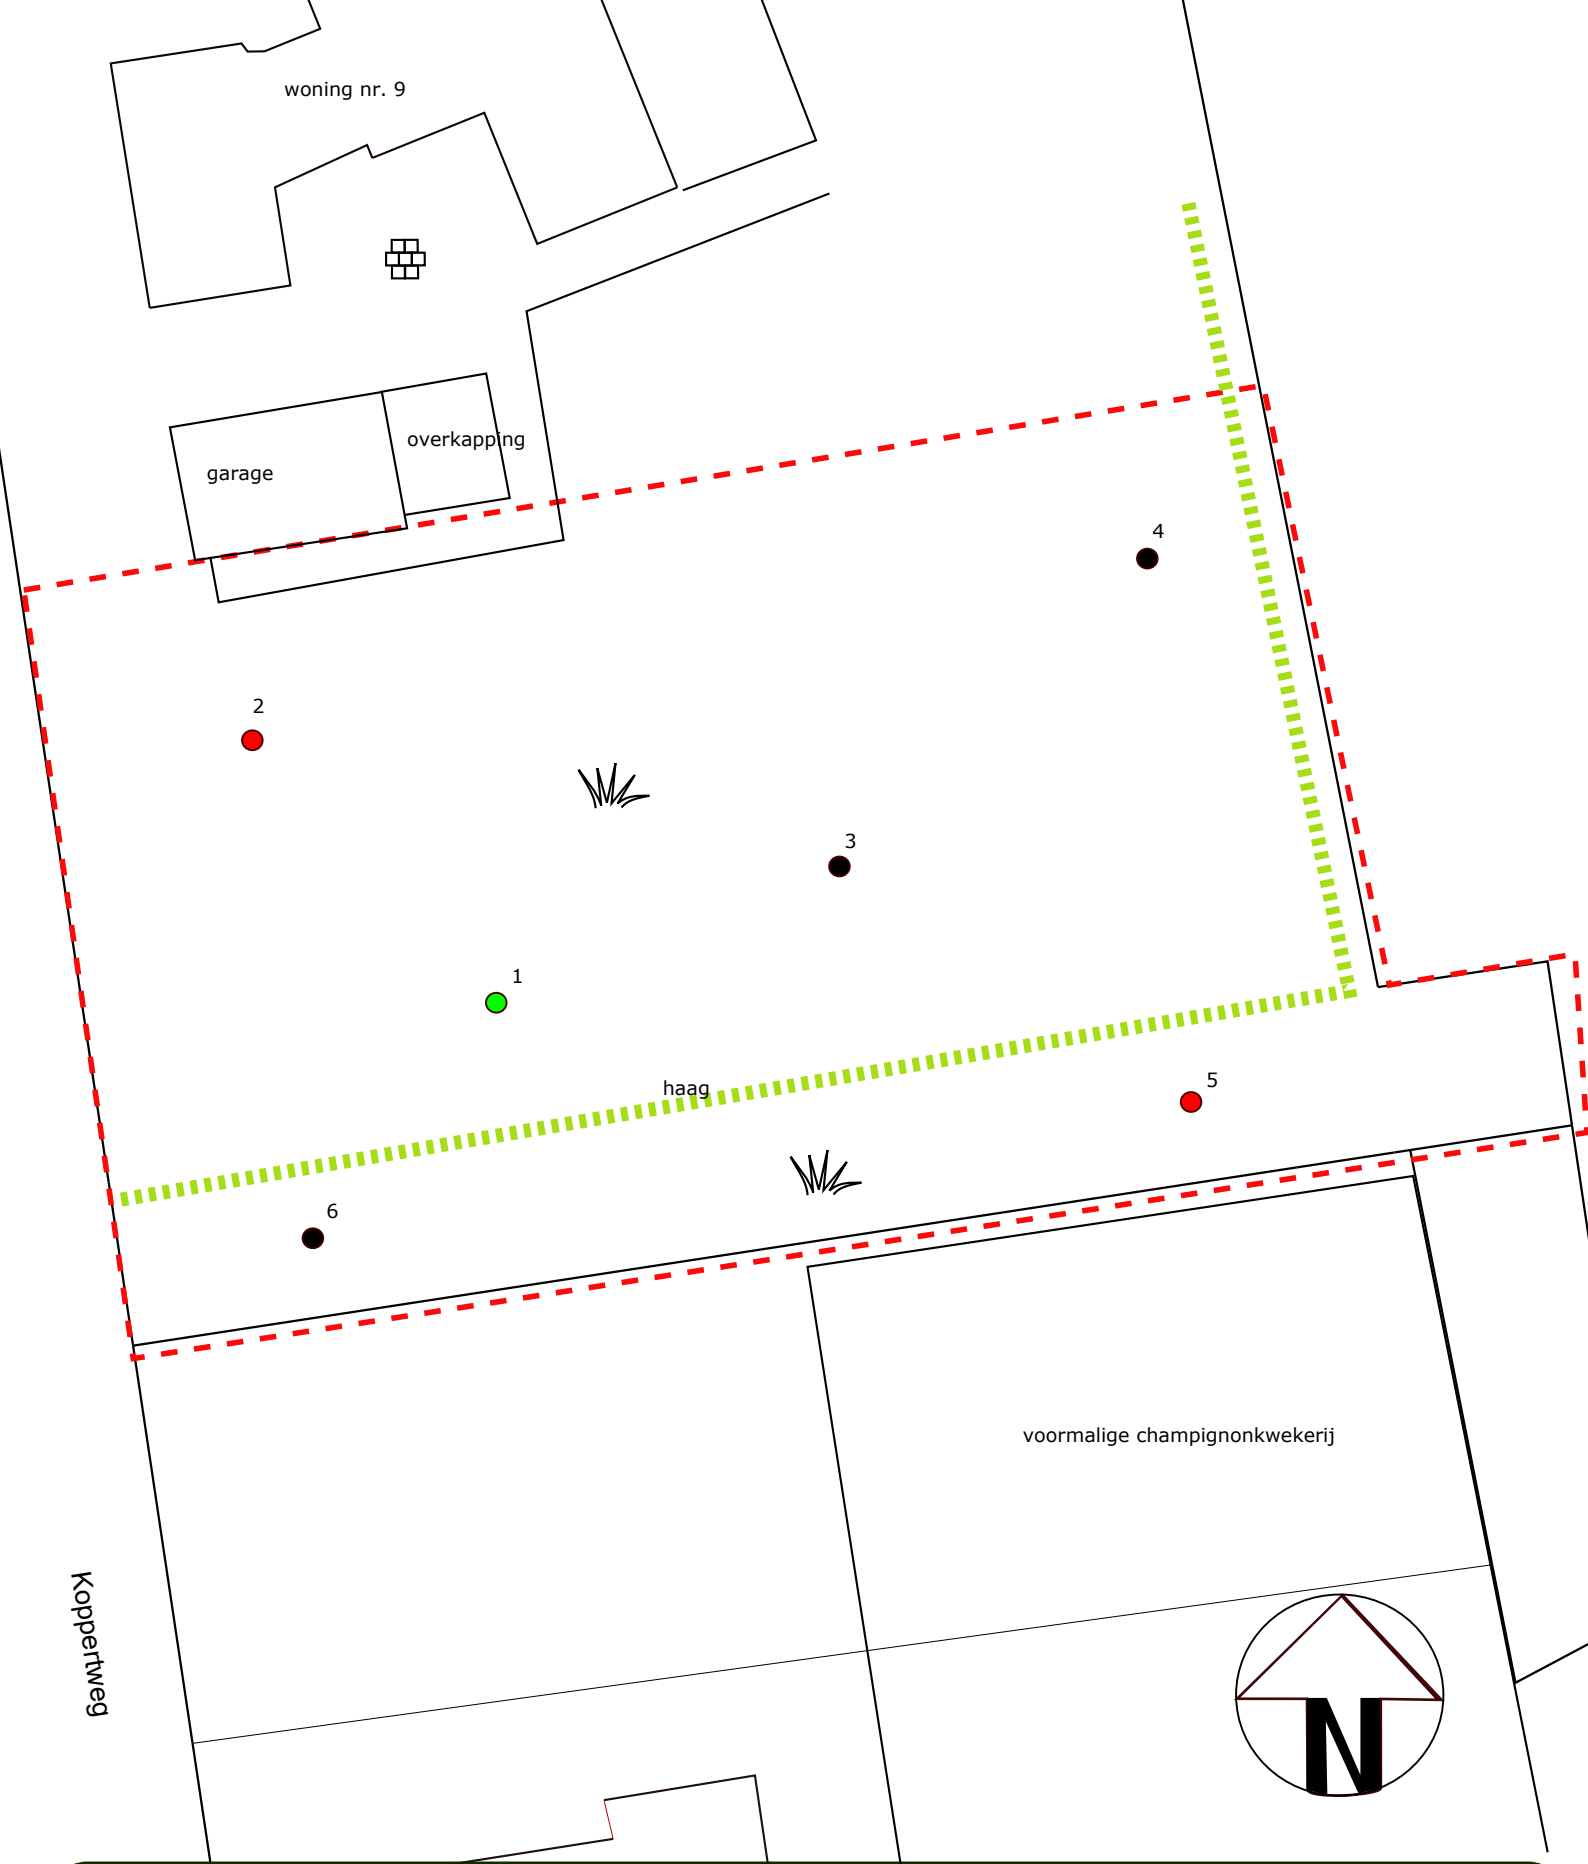 woning nr. 9
overkapping
garage
4
2
3
1
haag
5
6
voormalige champignonkwekerij
Koppertweg
N